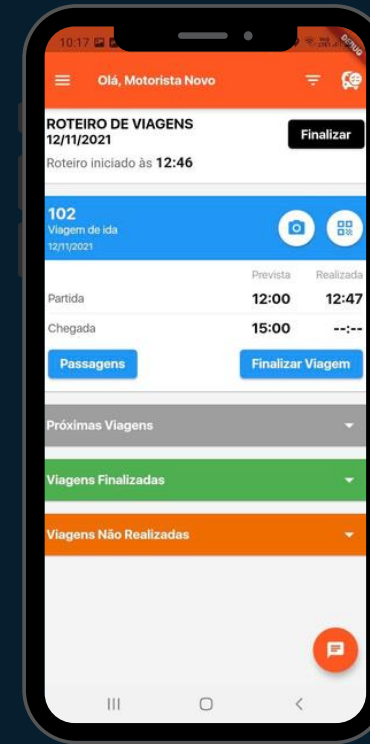 10:17
DEBUG
Olá, Motorista Novo
ROTEIRO DE VIAGENS
12/11/2021
Finalizar
Roteiro iniciado às 12:46
102
Viagem de ida
12/11/2021
Prevista Realizada
Partida 12:00 12:47
Chegada 15:00 --:--
Passagens Finalizar Viagem
Próximas Viagens
Viagens Finalizadas
Viagens Não Realizadas